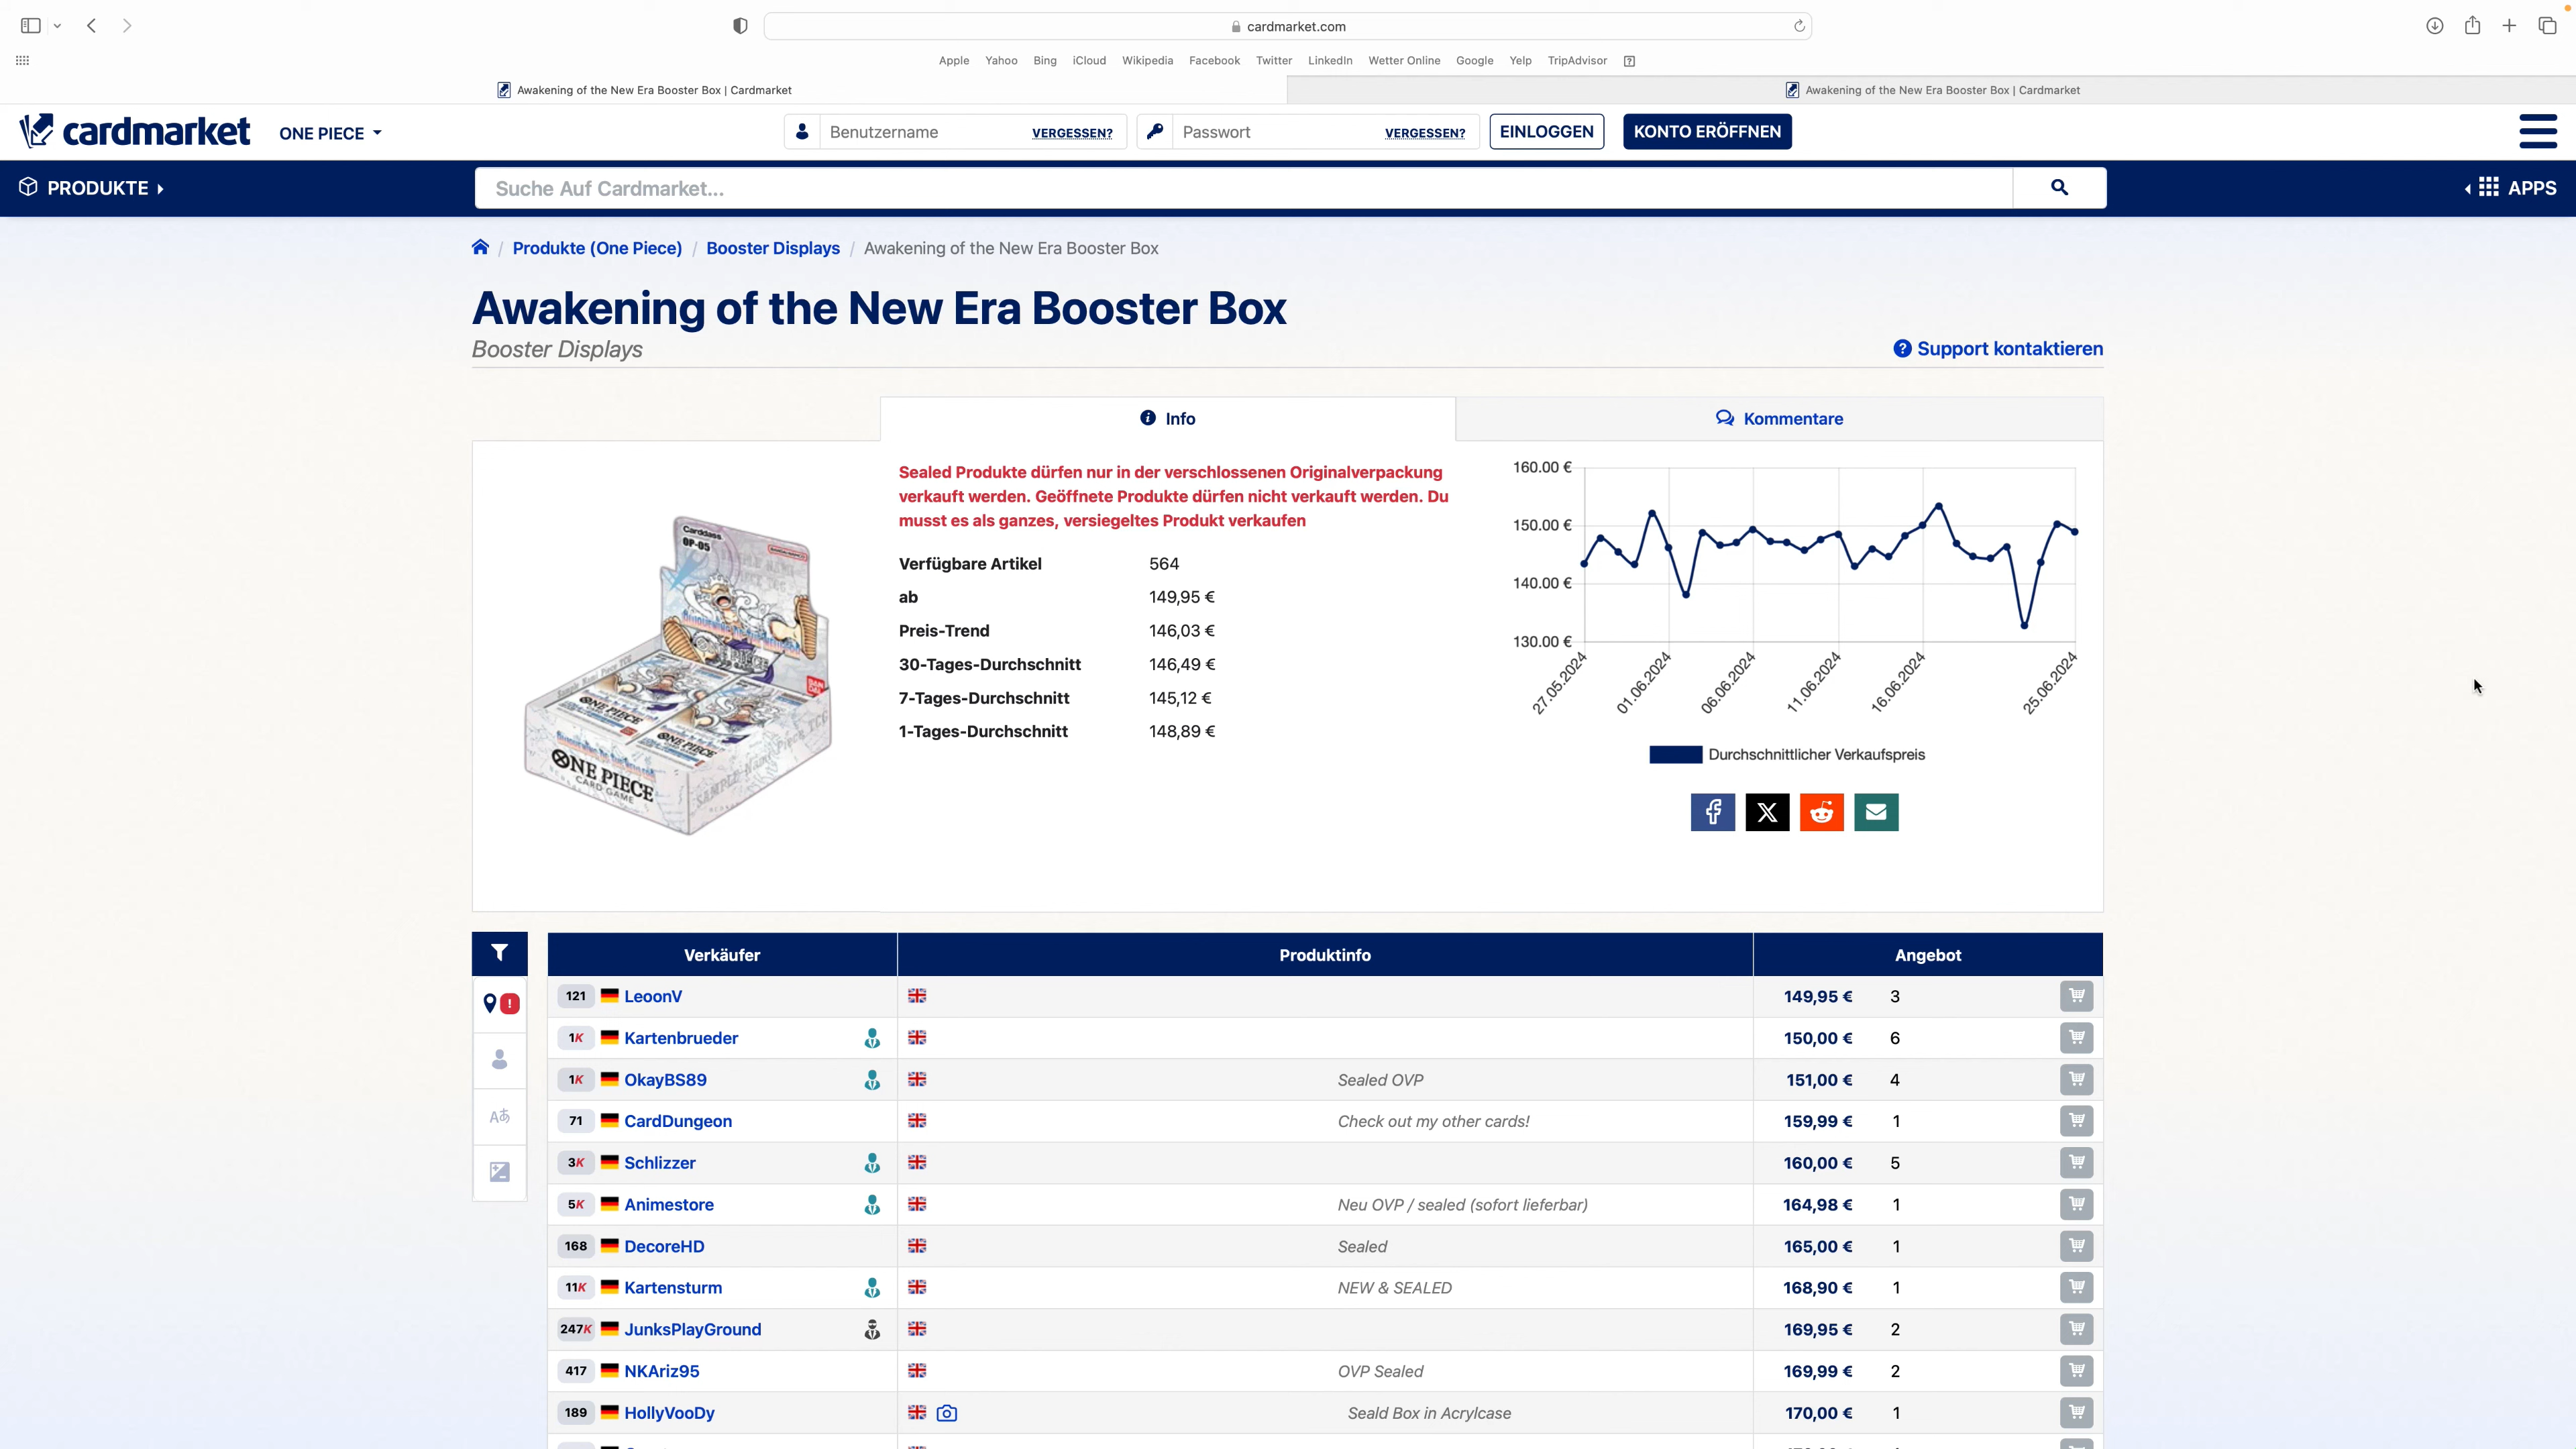 cardmarket.com
Apple Yahoo Bing iCloud Wikipedia Facebook Twitter LinkedIn Wetter Online Google Yelp TripAdvisor
Awakening of the New Era Booster Box | Cardmarket
Awakening of the New Era Booster Box | Cardmarket
cardmarket ONE PIECE
Benutzername VERGESSEN? Passwort VERGESSEN? EINLOGGEN KONTO ERÖFFNEN
PRODUKTE Suche Auf Cardmarket... APPS
/ Produkte (One Piece) / Booster Displays / Awakening of the New Era Booster Box
Awakening of the New Era Booster Box
Booster Displays
Support kontaktieren
Info Kommentare
Carddass
OP-05
BAN
DAI
ONE PIECE
ONE PIECE
ONE PIECE
CARD GAME
Sealed Produkte dürfen nur in der verschlossenen Originalverpackung
verkauft werden. Geöffnete Produkte dürfen nicht verkauft werden. Du
musst es als ganzes, versiegeltes Produkt verkaufen
Verfügbare Artikel 564
ab 149,95 €
Preis-Trend 146,03 €
30-Tages-Durchschnitt 146,49 €
7-Tages-Durchschnitt 145,12 €
1-Tages-Durchschnitt 148,89 €
160.00 €
150.00 €
140.00 €
130.00 €
27.05.2024 01.06.2024 06.06.2024 11.06.2024 16.06.2024 25.06.2024
Durchschnittlicher Verkaufspreis
Verkäufer Produktinfo Angebot
121 LeoonV 149,95 € 3
1K Kartenbrueder 150,00 € 6
1K OkayBS89 Sealed OVP 151,00 € 4
71 CardDungeon Check out my other cards! 159,99 € 1
3K Schlizzer 160,00 € 5
5K Animestore Neu OVP / sealed (sofort lieferbar) 164,98 € 1
168 DecoreHD Sealed 165,00 € 1
11K Kartensturm NEW & SEALED 168,90 € 1
247K JunksPlayGround 169,95 € 2
417 NKAriz95 OVP Sealed 169,99 € 2
189 HollyVooDy Seald Box in Acrylcase 170,00 € 1